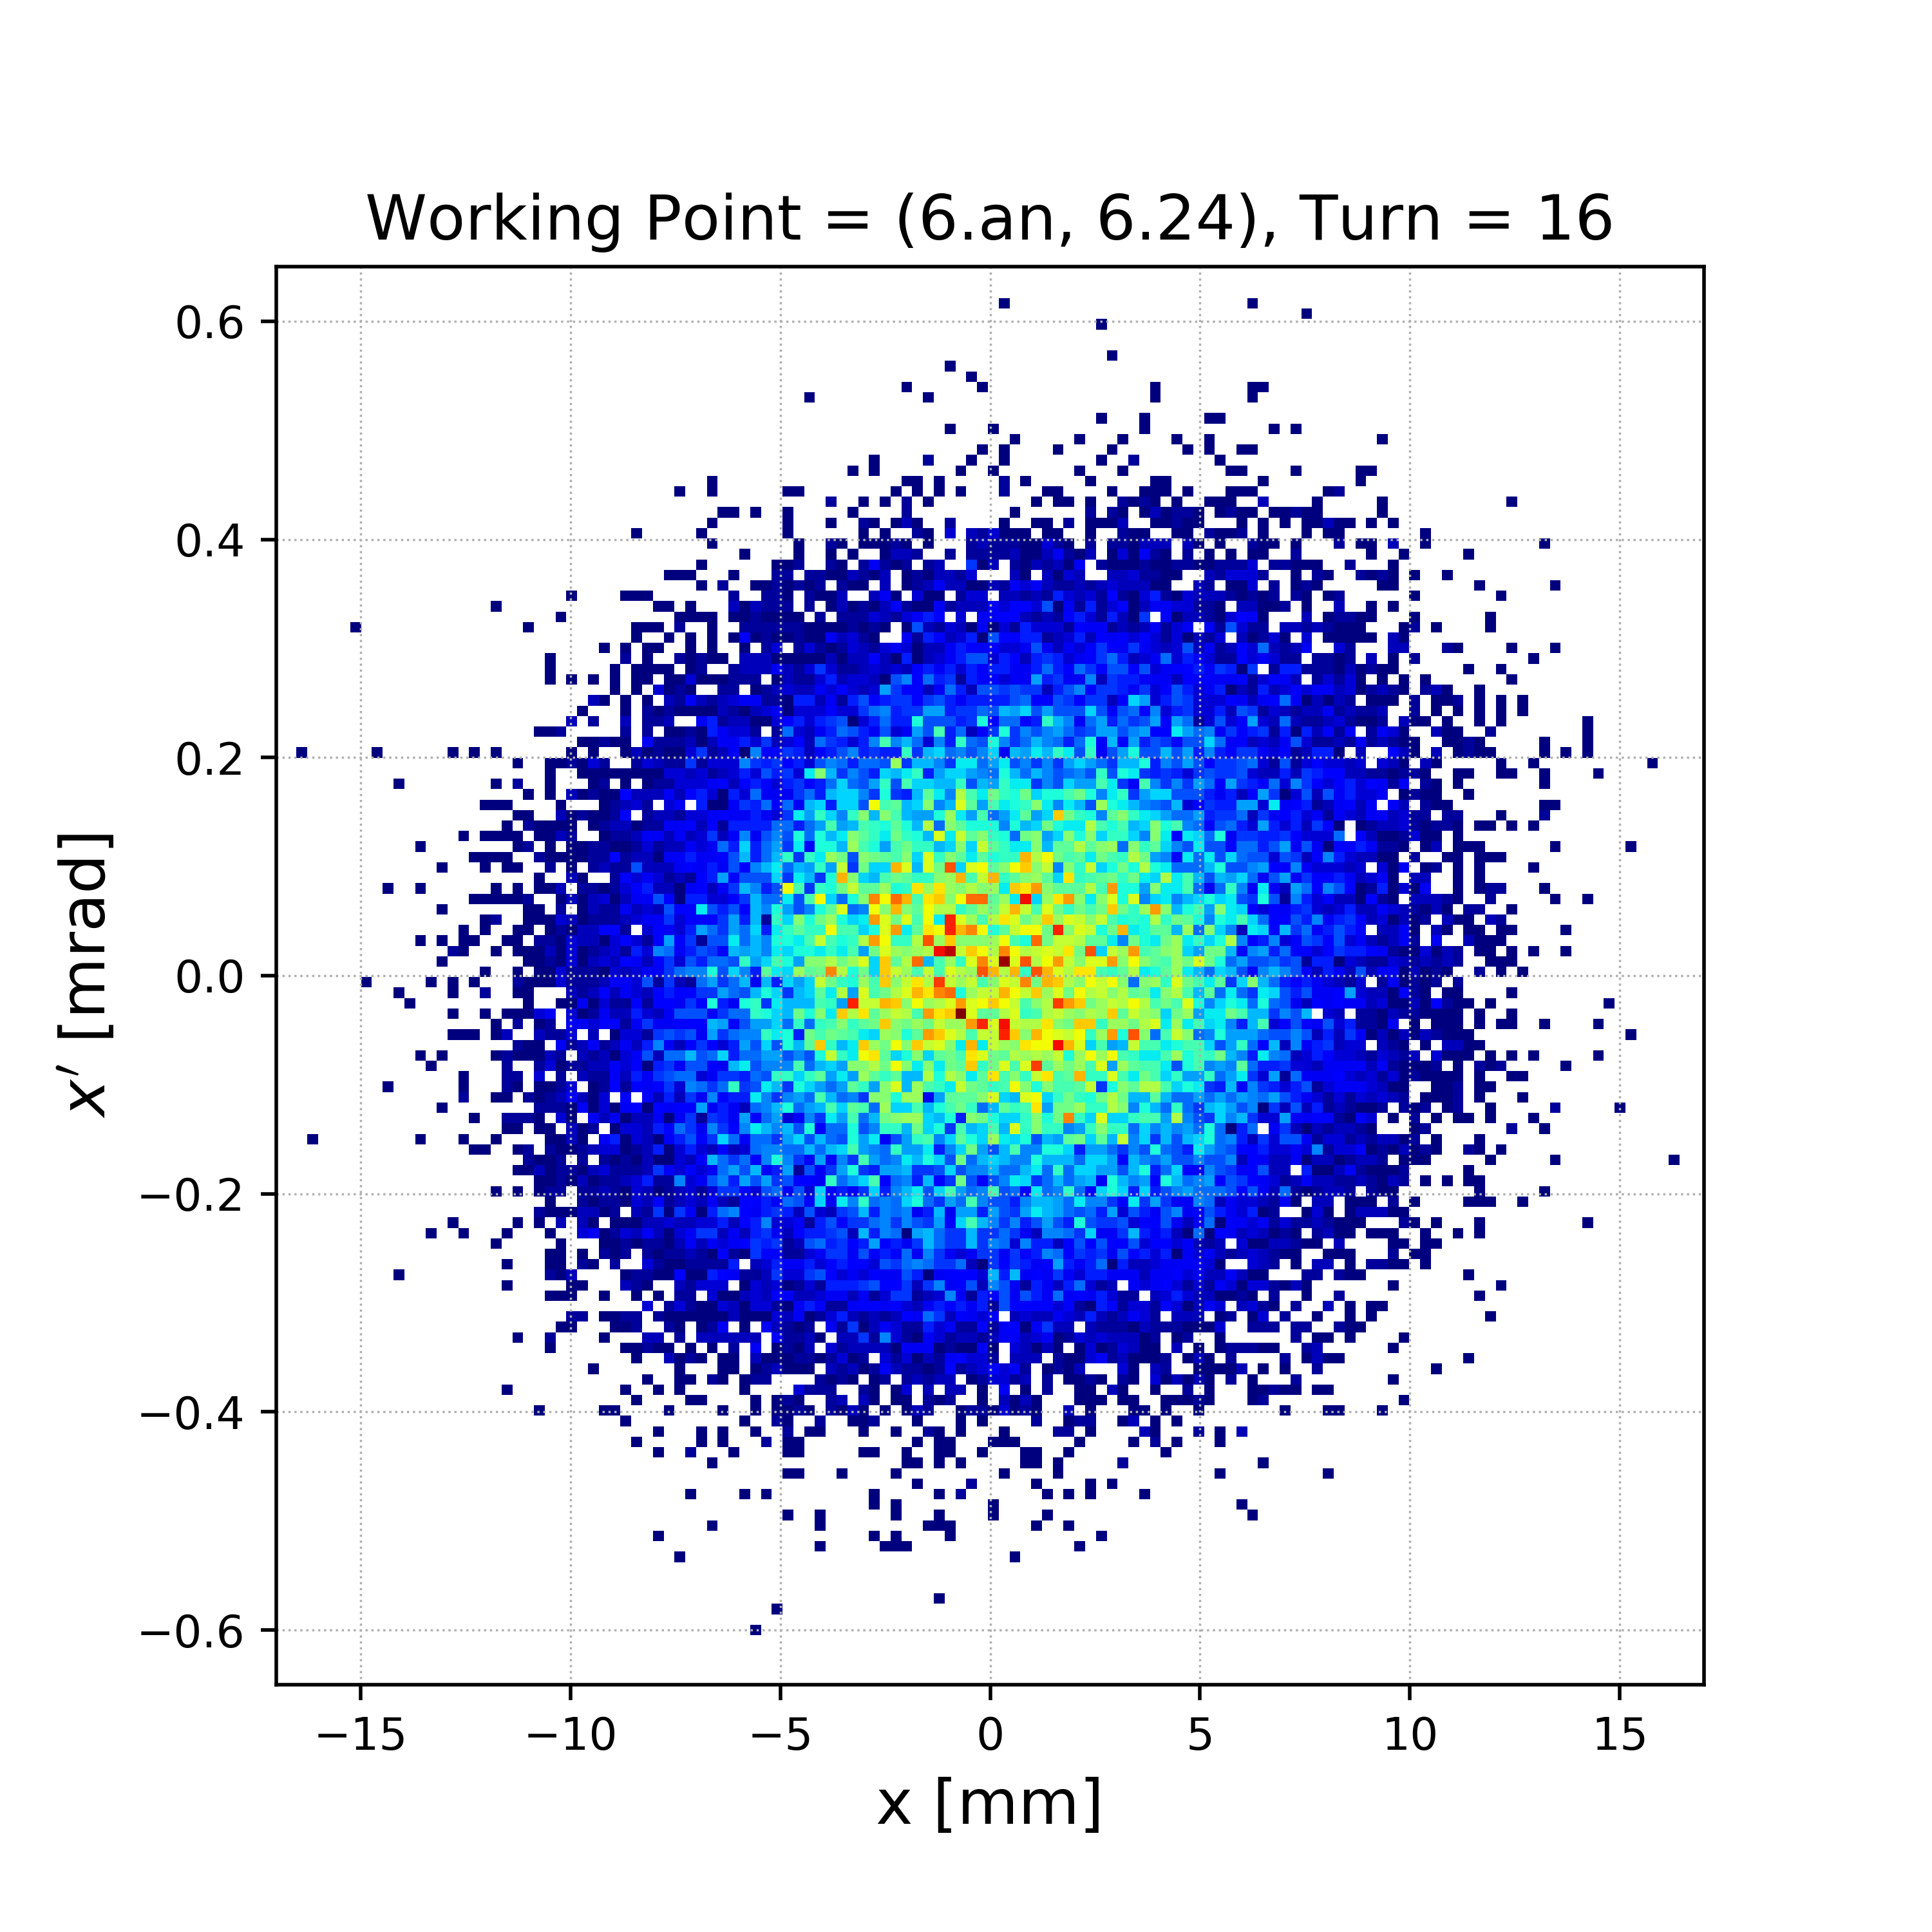 Working Point = (6.an, 6.24), Turn = 16
0.6
0.4
0.2
0.0
−0.2
−0.4
−0.6
x′ [mrad]
−15 −10 −5 0 5 10 15
x [mm]